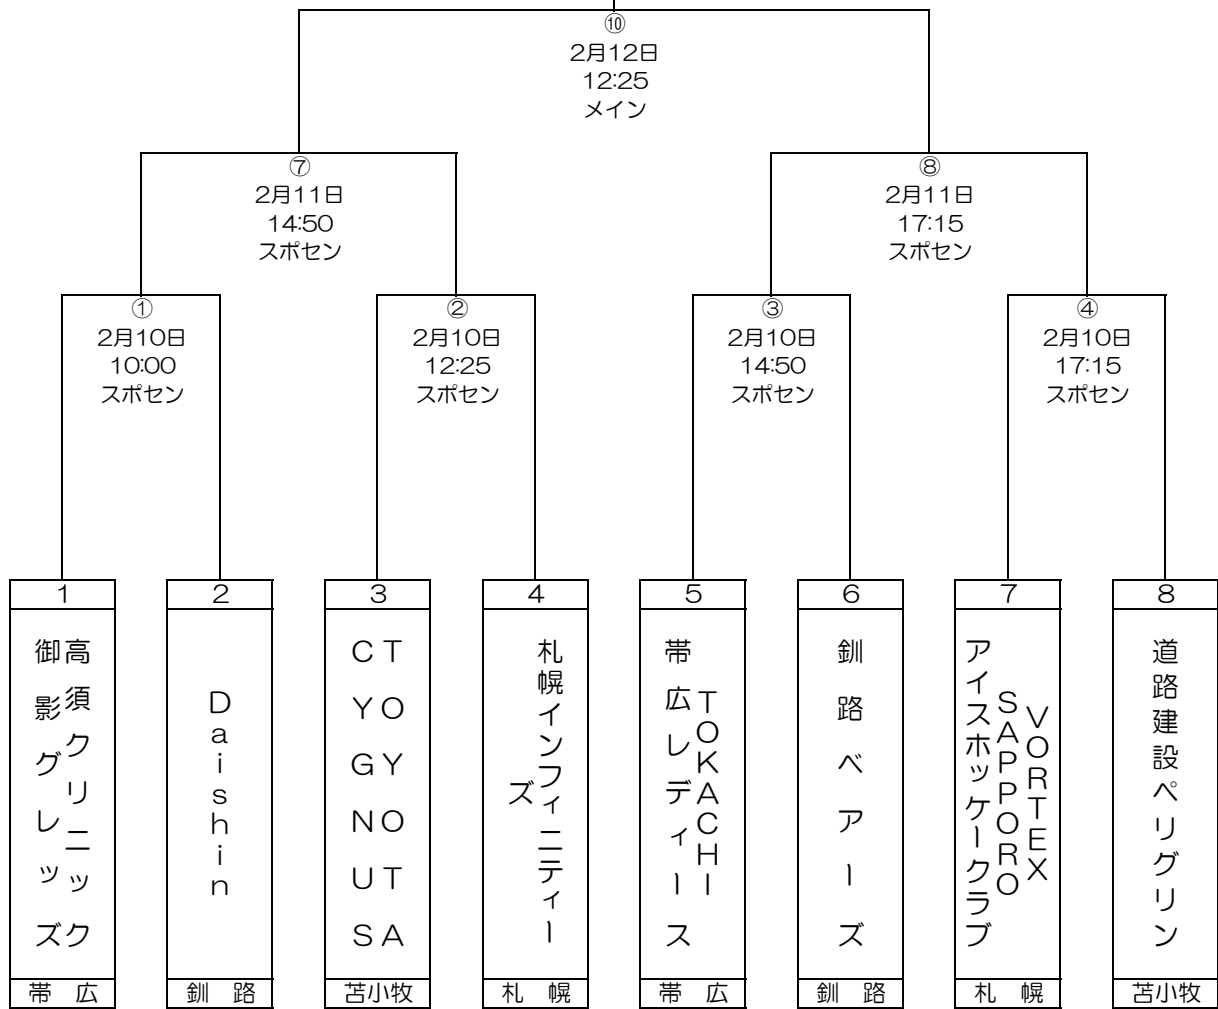 ⑩
2月12日
12:25
メイン
⑦
2月11日
14:50
スポセン
⑧
2月11日
17:15
スポセン
①
2月10日
10:00
スポセン
②
2月10日
12:25
スポセン
③
2月10日
14:50
スポセン
④
2月10日
17:15
スポセン
1
高須クリニック
御影グレッズ
帯 広
2
Daishin
釧 路
3
TOYOTA
CYGNUS
苫小牧
4
札幌インフィニティー
ズ
札 幌
5
TOKACHI
帯広レディース
帯 広
6
釧路ベアーズ
釧 路
7
VORTEX
SAPPORO
アイスホッケークラブ
札 幌
8
道路建設ペリグリン
苫小牧